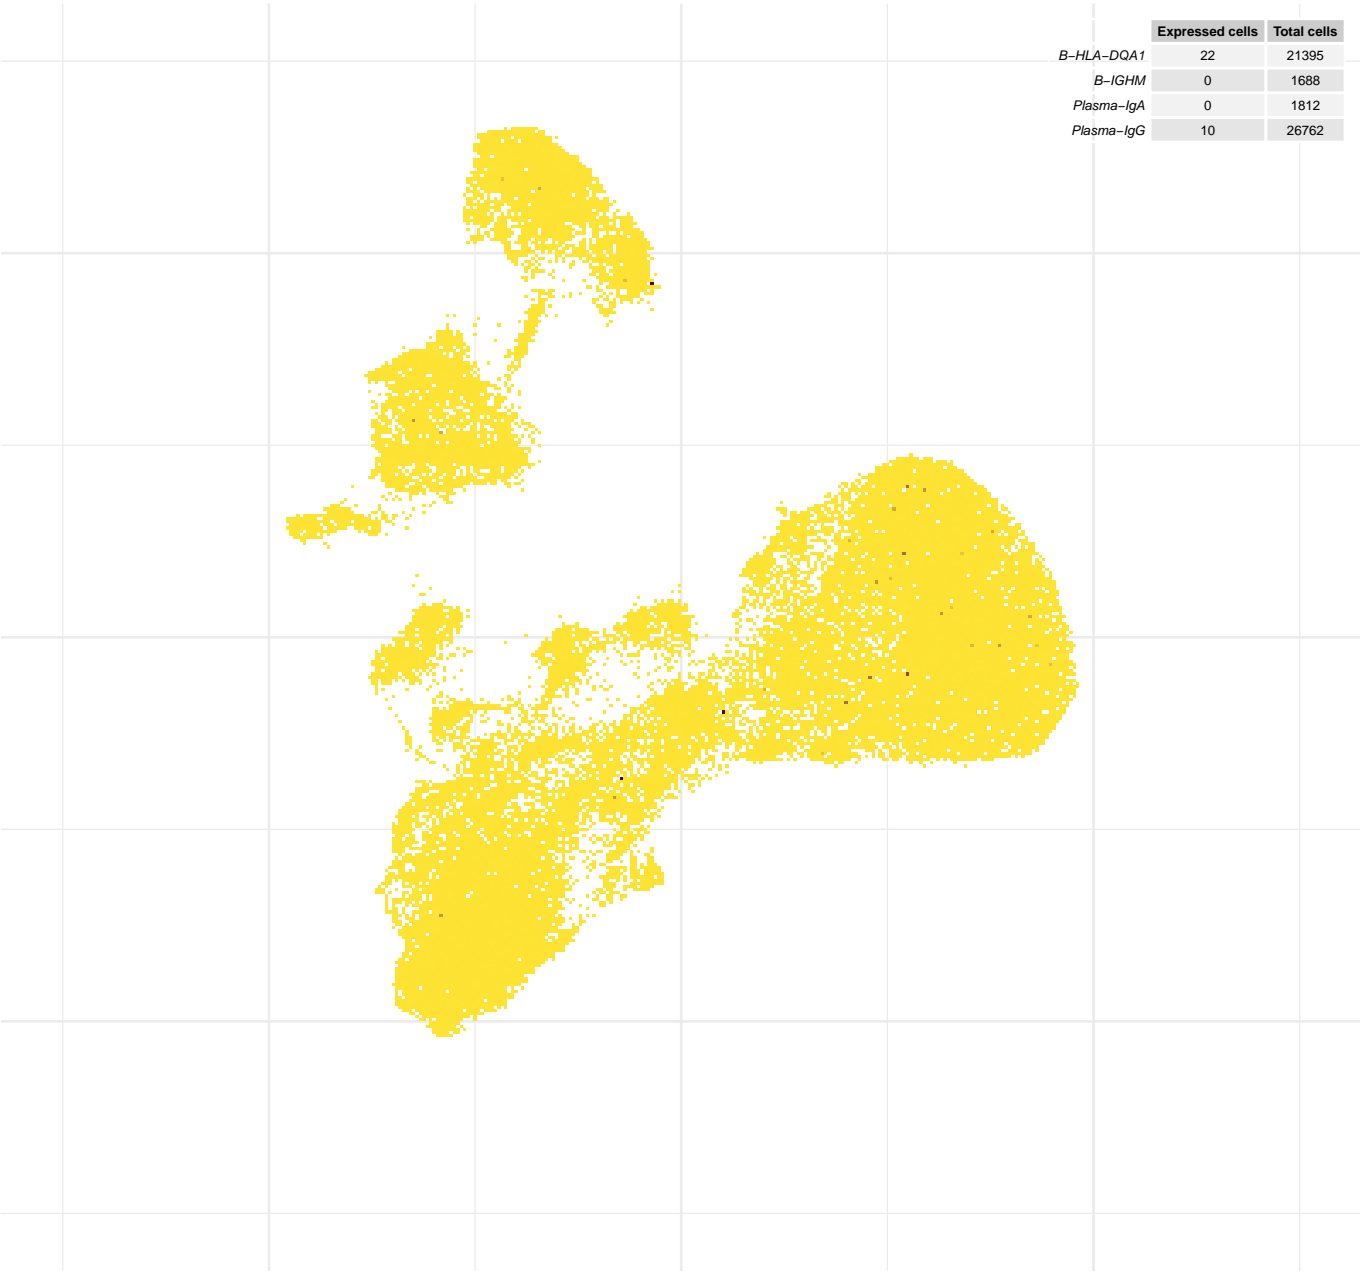 Expressed cells Total cells
B−HLA−DQA1 22 21395
B−IGHM 0 1688
Plasma−IgA 0 1812
Plasma−IgG 10 26762